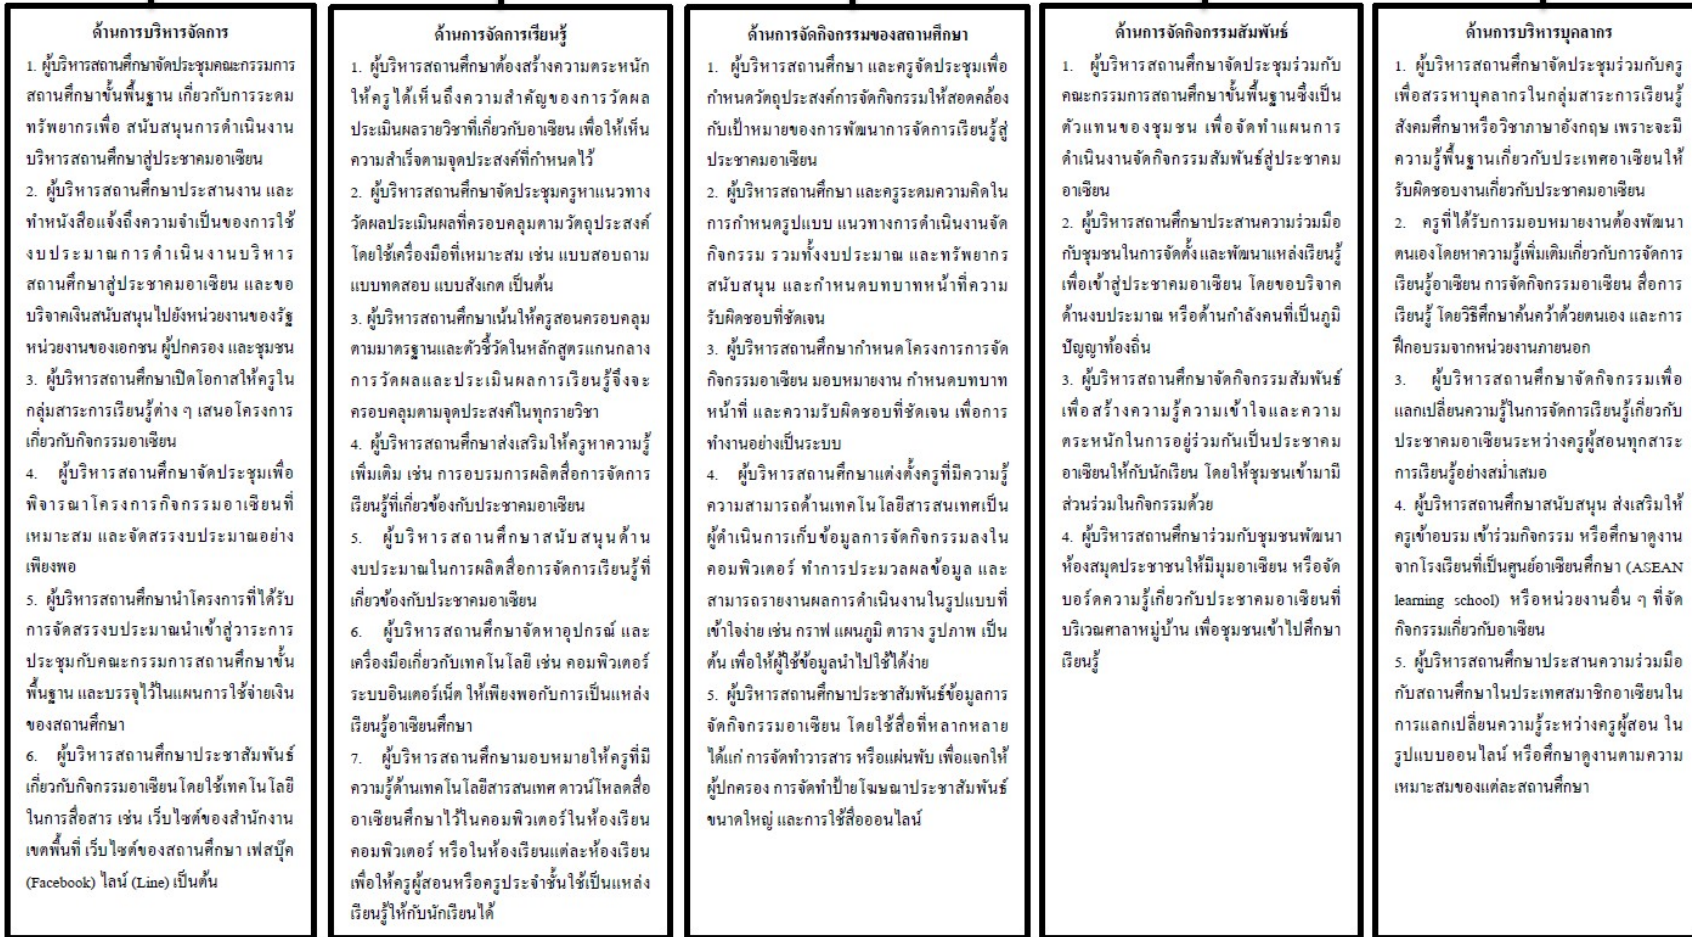 ด้านการบริหารจัดการ
1. ผู้บริหารสถานศึกษาจัดประชุมคณะกรรมการ
สถานศึกษาขั้นพื้นฐาน เกี่ยวกับการระดม
ทรัพยากรเพื่อ สนับสนุนการดำเนินงาน
บริหารสถานศึกษาสู่ประชาคมอาเซียน
2. ผู้บริหารสถานศึกษาประสานงาน และ
ทำหนังสือแจ้งถึงความจำเป็นของการใช้
งบประมาณการดำเนินงานบริหาร
สถานศึกษาสู่ประชาคมอาเซียน และขอ
บริจาคเงินสนับสนุนไปยังหน่วยงานของรัฐ
หน่วยงานของเอกชน ผู้ปกครอง และชุมชน
3. ผู้บริหารสถานศึกษาเปิดโอกาสให้ครูใน
กลุ่มสาระการเรียนรู้ต่าง ๆ เสนอโครงการ
เกี่ยวกับกิจกรรมอาเซียน
4. ผู้บริหารสถานศึกษาจัดประชุมเพื่อ
พิจารณาโครงการกิจกรรมอาเซียนที่
เหมาะสม และจัดสรรงบประมาณอย่าง
เพียงพอ
5. ผู้บริหารสถานศึกษานำโครงการที่ได้รับ
การจัดสรรงบประมาณนำเข้าสู่วาระการ
ประชุมกับคณะกรรมการสถานศึกษาขั้น
พื้นฐาน และบรรจุไว้ในแผนการใช้จ่ายเงิน
ของสถานศึกษา
6. ผู้บริหารสถานศึกษาประชาสัมพันธ์
เกี่ยวกับกิจกรรมอาเซียนโดยใช้เทคโนโลยี
ในการสื่อสาร เช่น เว็บไซต์ของสำนักงาน
เขตพื้นที่ เว็บไซต์ของสถานศึกษา เฟสบุ๊ค
(Facebook) ไลน์ (Line) เป็นต้น
ด้านการจัดการเรียนรู้
1. ผู้บริหารสถานศึกษาต้องสร้างความตระหนัก
ให้ครูได้เห็นถึงความสำคัญของการวัดผล
ประเมินผลรายวิชาที่เกี่ยวกับอาเซียน เพื่อให้เห็น
ความสำเร็จตามจุดประสงค์ที่กำหนดไว้
2. ผู้บริหารสถานศึกษาจัดประชุมครูหาแนวทาง
วัดผลประเมินผลที่ครอบคลุมตามวัตถุประสงค์
โดยใช้เครื่องมือที่เหมาะสม เช่น แบบสอบถาม
แบบทดสอบ แบบสังเกต เป็นต้น
3. ผู้บริหารสถานศึกษาเน้นให้ครูสอนครอบคลุม
ตามมาตรฐานและตัวชี้วัดในหลักสูตรแกนกลาง
การวัดผลและประเมินผลการเรียนรู้จึงจะ
ครอบคลุมตามจุดประสงค์ในทุกรายวิชา
4. ผู้บริหารสถานศึกษาส่งเสริมให้ครูหาความรู้
เพิ่มเติม เช่น การอบรมการผลิตสื่อการจัดการ
เรียนรู้ที่เกี่ยวข้องกับประชาคมอาเซียน
5. ผู้บริหารสถานศึกษาสนับสนุนด้าน
งบประมาณในการผลิตสื่อการจัดการเรียนรู้ที่
เกี่ยวข้องกับประชาคมอาเซียน
6. ผู้บริหารสถานศึกษาจัดหาอุปกรณ์ และ
เครื่องมือเกี่ยวกับเทคโนโลยี เช่น คอมพิวเตอร์
ระบบอินเตอร์เน็ต ให้เพียงพอกับการเป็นแหล่ง
เรียนรู้อาเซียนศึกษา
7. ผู้บริหารสถานศึกษามอบหมายให้ครูที่มี
ความรู้ด้านเทคโนโลยีสารสนเทศ ดาวน์โหลดสื่อ
อาเซียนศึกษาไว้ในคอมพิวเตอร์ในห้องเรียน
คอมพิวเตอร์ หรือในห้องเรียนแต่ละห้องเรียน
เพื่อให้ครูผู้สอนหรือครูประจำชั้นใช้เป็นแหล่ง
เรียนรู้ให้กับนักเรียนได้
ด้านการจัดกิจกรรมของสถานศึกษา
1. ผู้บริหารสถานศึกษา และครูจัดประชุมเพื่อ
กำหนดวัตถุประสงค์การจัดกิจกรรมให้สอดคล้อง
กับเป้าหมายของการพัฒนาการจัดการเรียนรู้สู่
ประชาคมอาเซียน
2. ผู้บริหารสถานศึกษา และครูระดมความคิดใน
การกำหนดรูปแบบ แนวทางการดำเนินงานจัด
กิจกรรม รวมทั้งงบประมาณ และทรัพยากร
สนับสนุน และกำหนดบทบาทหน้าที่ความ
รับผิดชอบที่ชัดเจน
3. ผู้บริหารสถานศึกษากำหนดโครงการการจัด
กิจกรรมอาเซียน มอบหมายงาน กำหนดบทบาท
หน้าที่ และความรับผิดชอบที่ชัดเจน เพื่อการ
ทำงานอย่างเป็นระบบ
4. ผู้บริหารสถานศึกษาแต่งตั้งครูที่มีความรู้
ความสามารถด้านเทคโนโลยีสารสนเทศเป็น
ผู้ดำเนินการเก็บข้อมูลการจัดกิจกรรมลงใน
คอมพิวเตอร์ ทำการประมวลผลข้อมูล และ
สามารถรายงานผลการดำเนินงานในรูปแบบที่
เข้าใจง่าย เช่น กราฟ แผนภูมิ ตาราง รูปภาพ เป็น
ต้น เพื่อให้ผู้ใช้ข้อมูลนำไปใช้ได้ง่าย
5. ผู้บริหารสถานศึกษาประชาสัมพันธ์ข้อมูลการ
จัดกิจกรรมอาเซียน โดยใช้สื่อที่หลากหลาย
ได้แก่ การจัดทำวารสาร หรือแผ่นพับ เพื่อแจกให้
ผู้ปกครอง การจัดทำป้ายโฆษณาประชาสัมพันธ์
ขนาดใหญ่ และการใช้สื่อออนไลน์
ด้านการจัดกิจกรรมสัมพันธ์
1. ผู้บริหารสถานศึกษาจัดประชุมร่วมกับ
คณะกรรมการสถานศึกษาขั้นพื้นฐานซึ่งเป็น
ตัวแทนของชุมชน เพื่อจัดทำแผนการ
ดำเนินงานจัดกิจกรรมสัมพันธ์สู่ประชาคม
อาเซียน
2. ผู้บริหารสถานศึกษาประสานความร่วมมือ
กับชุมชนในการจัดตั้งและพัฒนาแหล่งเรียนรู้
เพื่อเข้าสู่ประชาคมอาเซียน โดยขอบริจาค
ด้านงบประมาณ หรือด้านกำลังคนที่เป็นภูมิ
ปัญญาท้องถิ่น
3. ผู้บริหารสถานศึกษาจัดกิจกรรมสัมพันธ์
เพื่อสร้างความรู้ความเข้าใจและความ
ตระหนักในการอยู่ร่วมกันเป็นประชาคม
อาเซียนให้กับนักเรียน โดยให้ชุมชนเข้ามามี
ส่วนร่วมในกิจกรรมด้วย
4. ผู้บริหารสถานศึกษาร่วมกับชุมชนพัฒนา
ห้องสมุดประชาชนให้มีมุมอาเซียน หรือจัด
บอร์ดความรู้เกี่ยวกับประชาคมอาเซียนที่
บริเวณศาลาหมู่บ้าน เพื่อชุมชนเข้าไปศึกษา
เรียนรู้
ด้านการบริหารบุคลากร
1. ผู้บริหารสถานศึกษาจัดประชุมร่วมกับครู
เพื่อสรรหาบุคลากรในกลุ่มสาระการเรียนรู้
สังคมศึกษาหรือวิชาภาษาอังกฤษ เพราะจะมี
ความรู้พื้นฐานเกี่ยวกับประเทศอาเซียนให้
รับผิดชอบงานเกี่ยวกับประชาคมอาเซียน
2. ครูที่ได้รับการมอบหมายงานต้องพัฒนา
ตนเองโดยหาความรู้เพิ่มเติมเกี่ยวกับการจัดการ
เรียนรู้อาเซียน การจัดกิจกรรมอาเซียน สื่อการ
เรียนรู้ โดยวิธีศึกษาค้นคว้าด้วยตนเอง และการ
ฝึกอบรมจากหน่วยงานภายนอก
3. ผู้บริหารสถานศึกษาจัดกิจกรรมเพื่อ
แลกเปลี่ยนความรู้ในการจัดการเรียนรู้เกี่ยวกับ
ประชาคมอาเซียนระหว่างครูผู้สอนทุกสาระ
การเรียนรู้อย่างสม่ำเสมอ
4. ผู้บริหารสถานศึกษาสนับสนุน ส่งเสริมให้
ครูเข้าอบรม เข้าร่วมกิจกรรม หรือศึกษาดูงาน
จากโรงเรียนที่เป็นศูนย์อาเซียนศึกษา (ASEAN
learning school) หรือหน่วยงานอื่น ๆ ที่จัด
กิจกรรมเกี่ยวกับอาเซียน
5. ผู้บริหารสถานศึกษาประสานความร่วมมือ
กับสถานศึกษาในประเทศสมาชิกอาเซียนใน
การแลกเปลี่ยนความรู้ระหว่างครูผู้สอน ใน
รูปแบบออนไลน์ หรือศึกษาดูงานตามความ
เหมาะสมของแต่ละสถานศึกษา